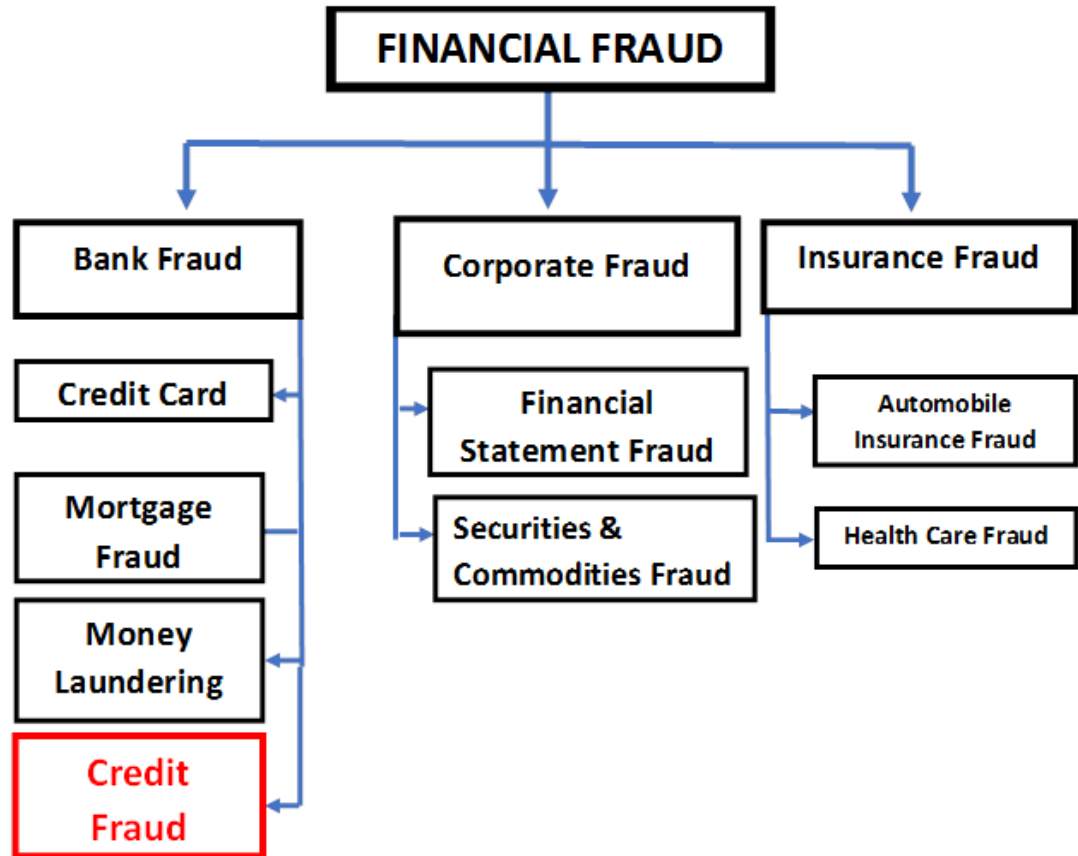 FINANCIAL FRAUD
Bank Fraud
Credit Card
Mortgage
Fraud
Money
Laundering
Credit
Fraud
Corporate Fraud
Financial
Statement Fraud
Securities &
Commodities Fraud
Insurance Fraud
Automobile
Insurance Fraud
Health Care Fraud